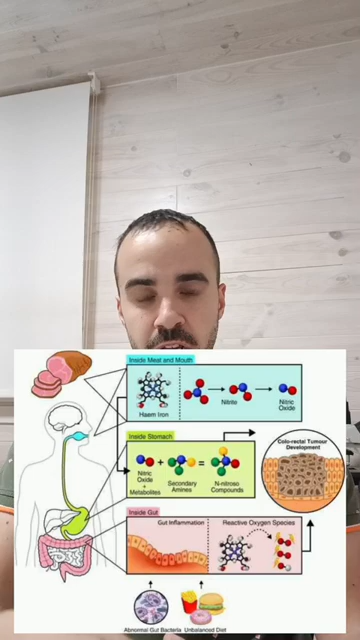 Inside Meat and Mouth
Haem Iron
Nitrite
Nitric
Oxide
Inside Stomach
Colo-rectal Tumour
Development
Nitric
Oxide
+
Metabolites
+
Secondary
Amines
=
N-nitroso
Compounds
Inside Gut
Gut Inflammation
Reactive Oxygen Species
Abnormal Gut Bacteria
Unbalanced Diet